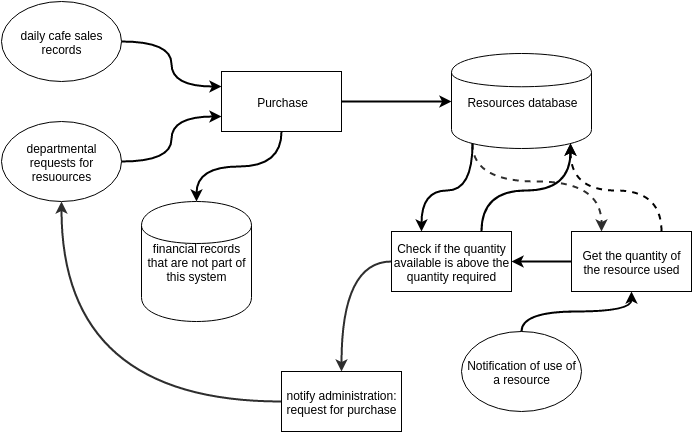 daily cafe sales
records
Purchase
Resources database
departmental
requests for
resuources
financial records
that are not part of
this system
Check if the quantity
available is above the
quantity required
Get the quantity of
the resource used
Notification of use of
a resource
notify administration:
request for purchase